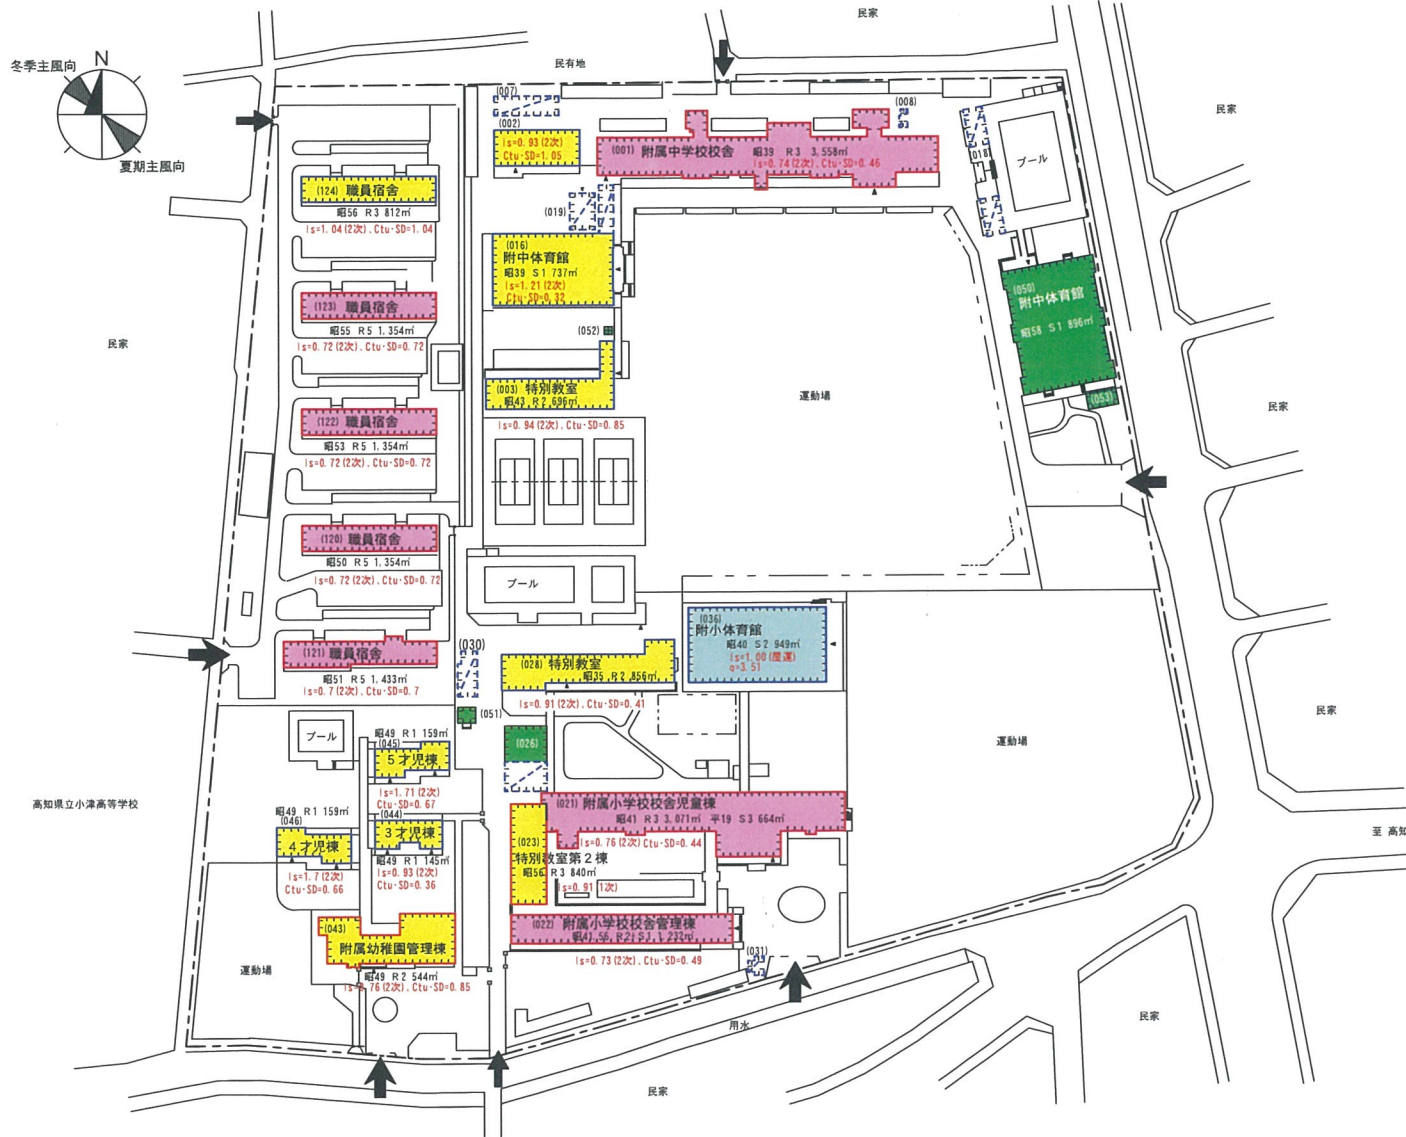 民家
冬季主風向
N
民有地
夏期主風向
民家
(007)
(002)
Is=0.93(2次)
Ctu·SD=1.05
(008)
(001) 附属中学校校舎 昭39 R3 3,558㎡
Is=0.74(2次), Ctu·SD=0.46
(018)
プール
(124) 職員宿舎
昭56 R3 812㎡
Is=1.04(2次), Ctu·SD=1.04
(019)
(016)
附中体育館
昭39 S1 737㎡
Is=1.21(2次)
Ctu·SD=0.32
(050)
附中体育館
昭58 S1 896㎡
(123) 職員宿舎
昭55 R5 1,354㎡
Is=0.72(2次), Ctu·SD=0.72
(052)
民家
(003) 特別教室
昭43 R2 696㎡
Is=0.94(2次), Ctu·SD=0.85
運動場
(053)
民家
(122) 職員宿舎
昭53 R5 1,354㎡
Is=0.72(2次), Ctu·SD=0.72
(120) 職員宿舎
昭50 R5 1,354㎡
Is=0.72(2次), Ctu·SD=0.72
プール
(036)
附小体育館
昭40 S2 949㎡
Is=1.00(屋運)
q=3.51
(121) 職員宿舎
昭51 R5 1,433㎡
Is=0.7(2次), Ctu·SD=0.7
(030)
(028) 特別教室
昭35 R2 856㎡
Is=0.91(2次), Ctu·SD=0.41
(051)
(026)
民家
運動場
プール
昭49 R1 159㎡
(045)
5才児棟
Is=1.71(2次)
Ctu·SD=0.67
高知県立小津高等学校
昭49 R1 159㎡
(046)
4才児棟
Is=1.7(2次)
Ctu·SD=0.66
(044)
3才児棟
昭49 R1 145㎡
Is=0.93(2次)
Ctu·SD=0.36
(021) 附属小学校校舎児童棟
昭41 R3 3,071㎡ 平19 S3 664㎡
Is=0.76(2次) Ctu·SD=0.44
(023)
特別教室第2棟
昭56 R3 840㎡
Is=0.91(1次)
至 高知
(022) 附属小学校校舎管理棟
昭41,56, R2+S1 1,232㎡
Is=0.73(2次), Ctu·SD=0.49
(043)
附属幼稚園管理棟
昭49 R2 544㎡
Is=0.76(2次), Ctu·SD=0.85
(031)
運動場
用水
民家
民家